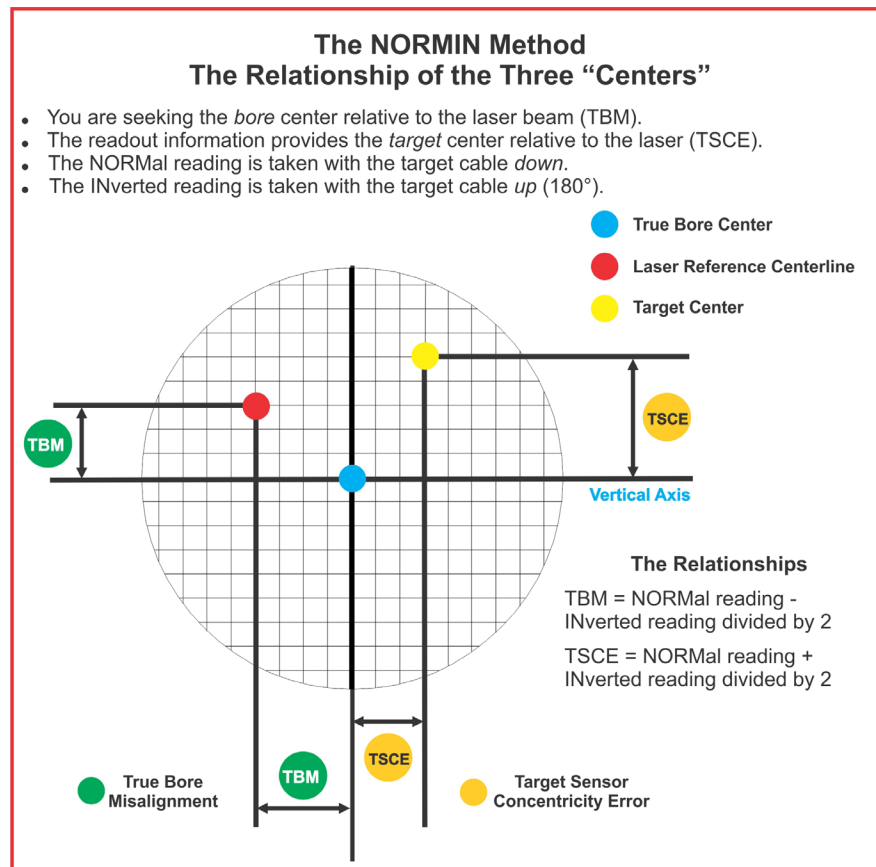 The NORMIN Method
The Relationship of the Three “Centers”
• You are seeking the bore center relative to the laser beam (TBM).
• The readout information provides the target center relative to the laser (TSCE).
• The NORMal reading is taken with the target cable down.
• The INverted reading is taken with the target cable up (180°).
True Bore Center
Laser Reference Centerline
Target Center
TBM
TSCE
Vertical Axis
The Relationships
TBM = NORMal reading -
INverted reading divided by 2
TSCE = NORMal reading +
INverted reading divided by 2
TSCE
TBM
True Bore
Misalignment
Target Sensor
Concentricity Error